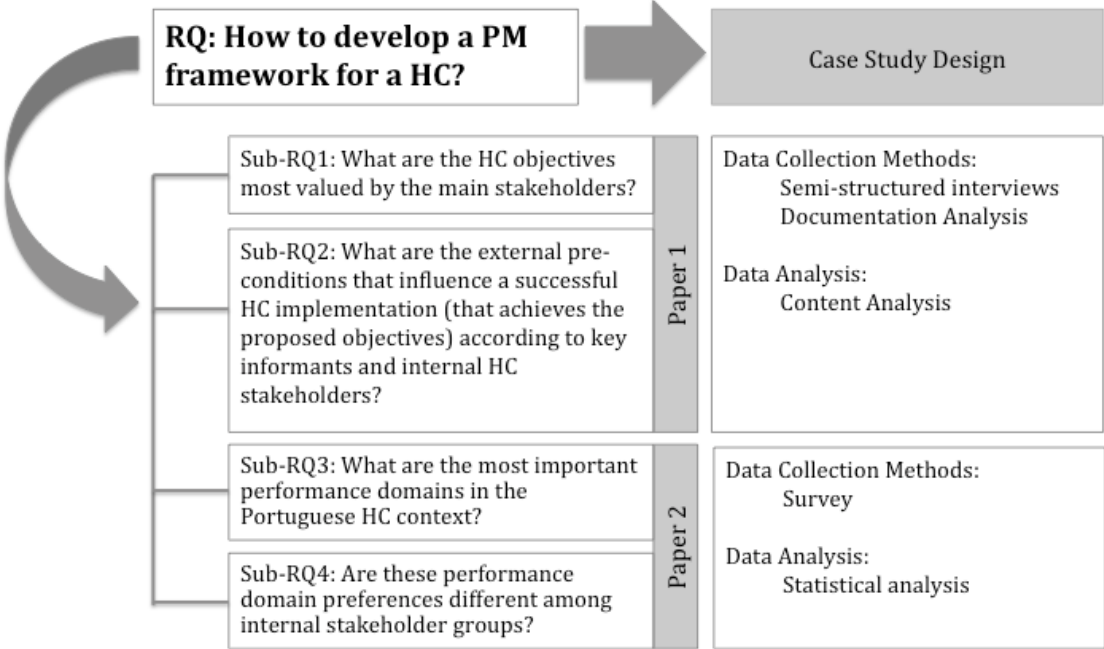 RQ: How to develop a PM
framework for a HC?
Case Study Design
Sub-RQ1: What are the HC objectives
most valued by the main stakeholders?
Sub-RQ2: What are the external pre-
conditions that influence a successful
HC implementation (that achieves the
proposed objectives) according to key
informants and internal HC
stakeholders?
Paper 1
Data Collection Methods:
Semi-structured interviews
Documentation Analysis
Data Analysis:
Content Analysis
Sub-RQ3: What are the most important
performance domains in the
Portuguese HC context?
Sub-RQ4: Are these performance
domain preferences different among
internal stakeholder groups?
Paper 2
Data Collection Methods:
Survey
Data Analysis:
Statistical analysis